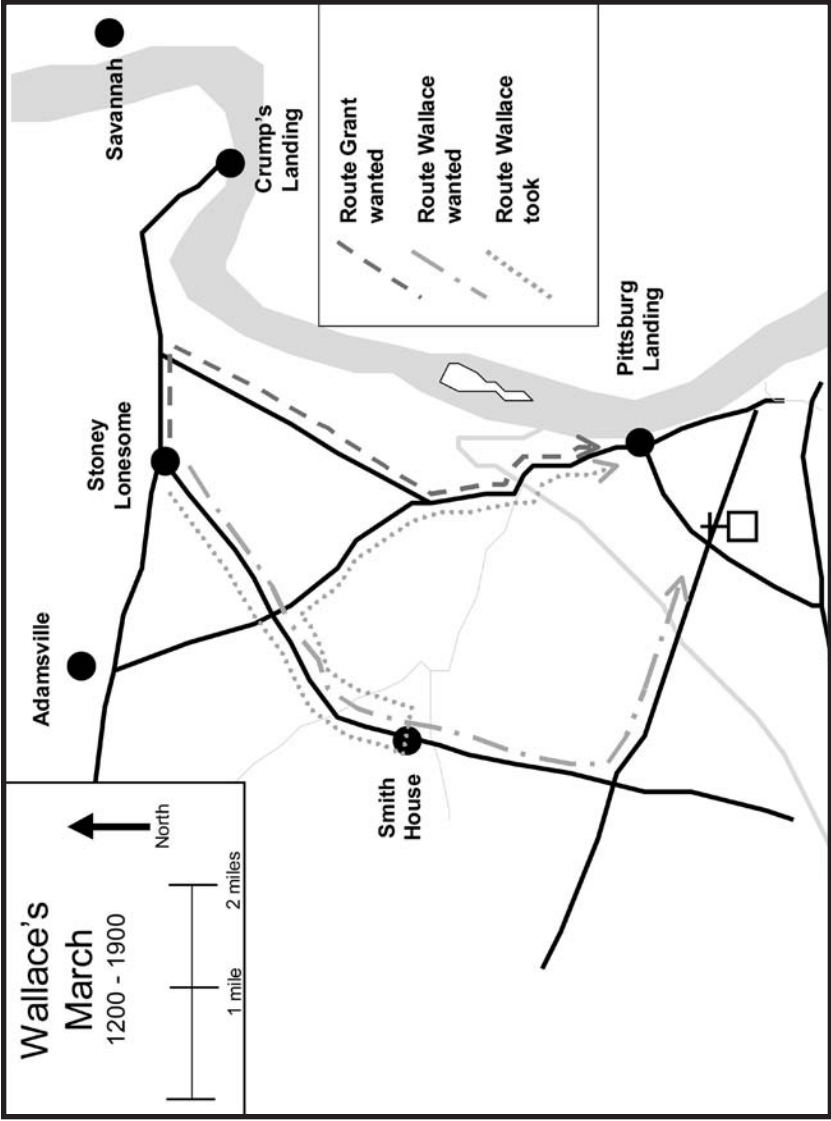 Wallace's
March
1200 - 1900
North
1 mile
2 miles
Adamsville
Stoney
Lonesome
Savannah
Crump's
Landing
Smith
House
Pittsburg
Landing
Route Grant
wanted
Route Wallace
wanted
Route Wallace
took